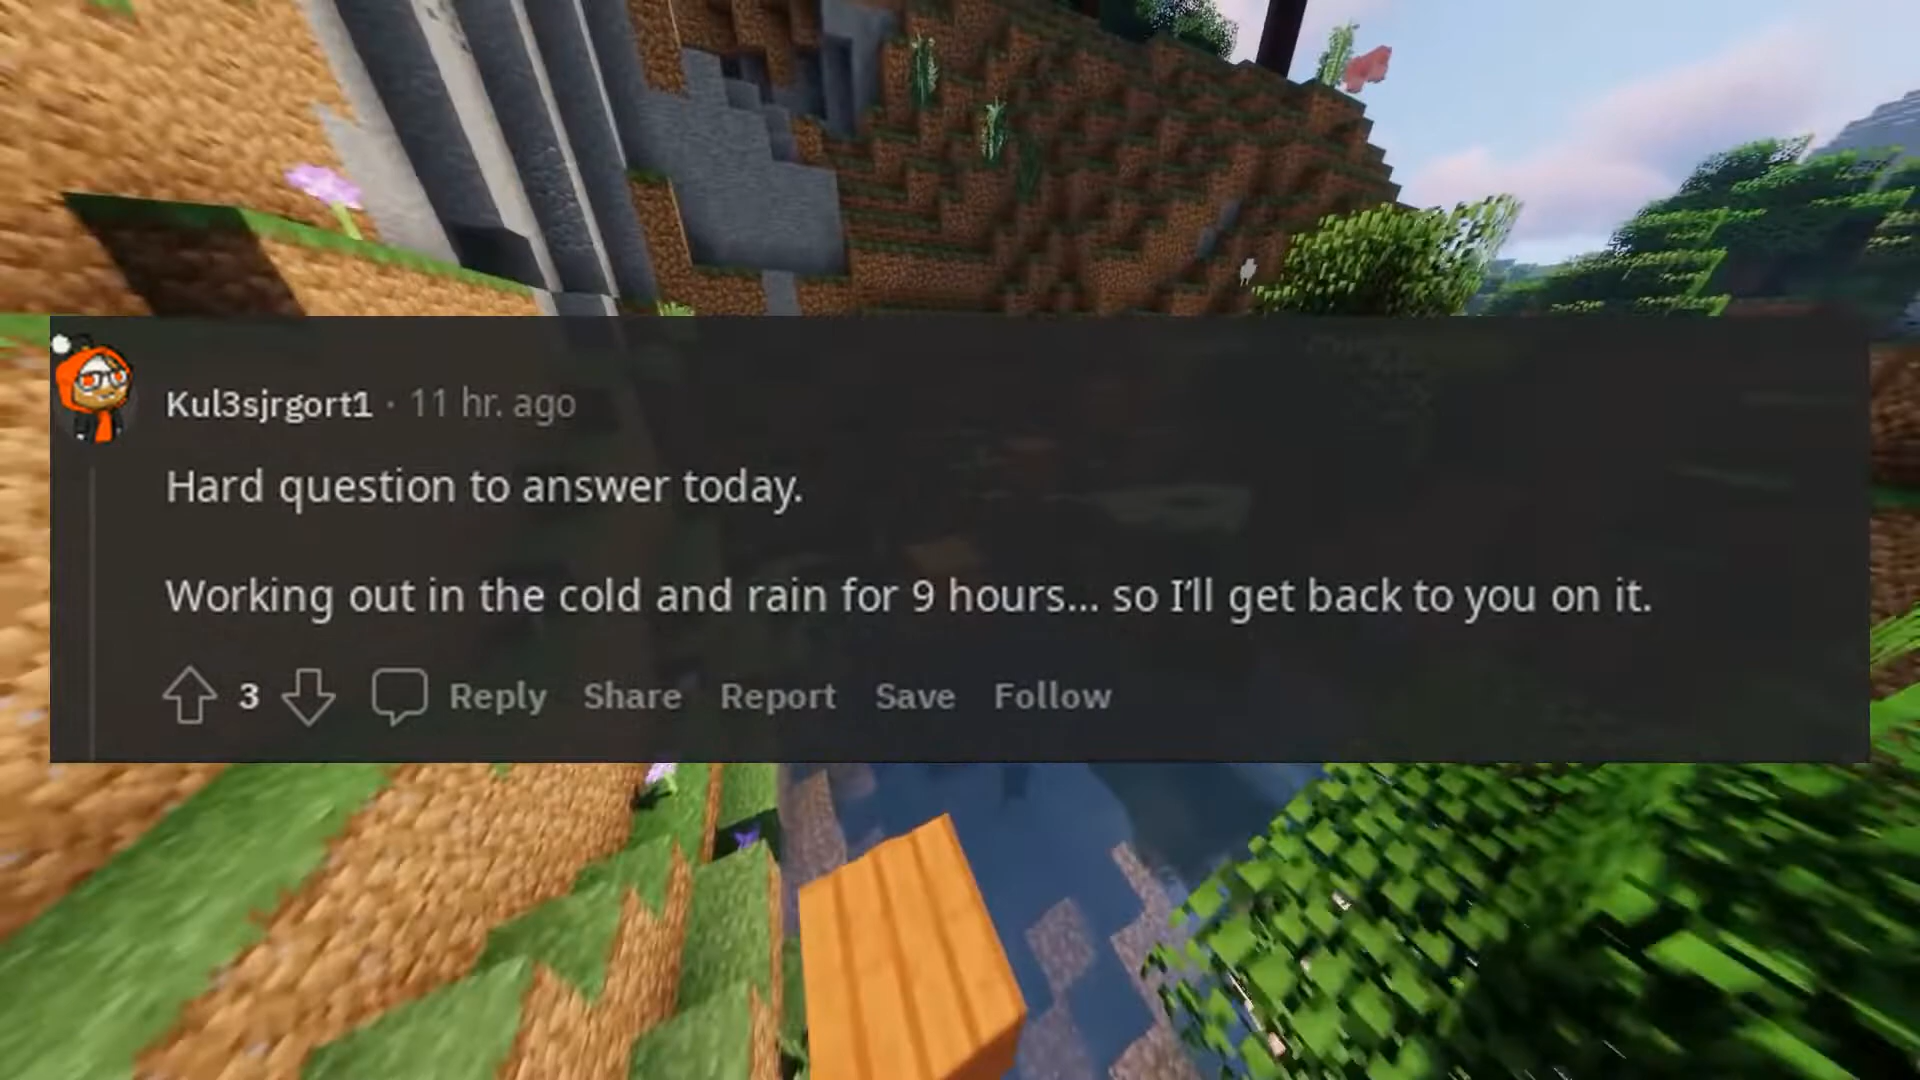 Kul3sjrgort1 · 11 hr. ago
Hard question to answer today.
Working out in the cold and rain for 9 hours... so I'll get back to you on it.
3 Reply Share Report Save Follow